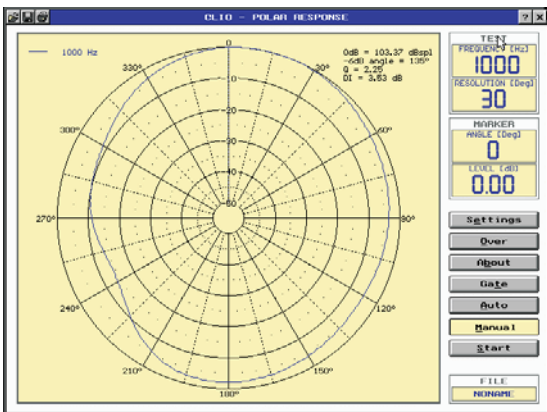 CLIO - POLAR RESPONSE
? x
1000 Hz
0dB = 103.37 dBspl
-6dB angle = 135°
Q = 2.25
DI = 3.53 dB
0
30°
60°
90°
120°
150°
180°
210°
240°
270°
300°
330°
-10
-20
-30
-40
-50
TEST
FREQUENCY [Hz]
1000
RESOLUTION [Deg]
30
MARKER
ANGLE [Deg]
0
LEVEL [dB]
0.00
Settings
Over
About
Gate
Auto
Manual
Start
FILE
NONAME